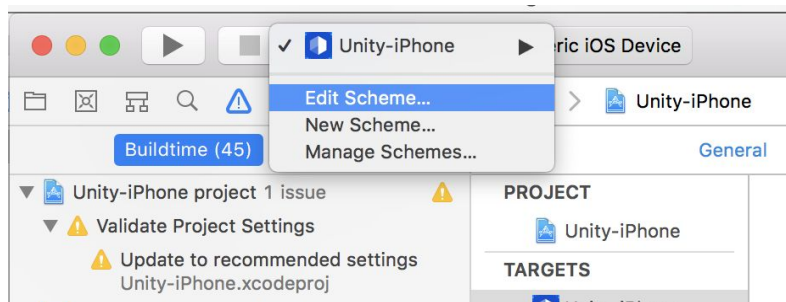 Unity-iPhone
eric iOS Device
Edit Scheme...
Unity-iPhone
New Scheme...
Manage Schemes...
Buildtime (45)
General
Unity-iPhone project 1 issue
PROJECT
Validate Project Settings
Unity-iPhone
Update to recommended settings
Unity-iPhone.xcodeproj
TARGETS